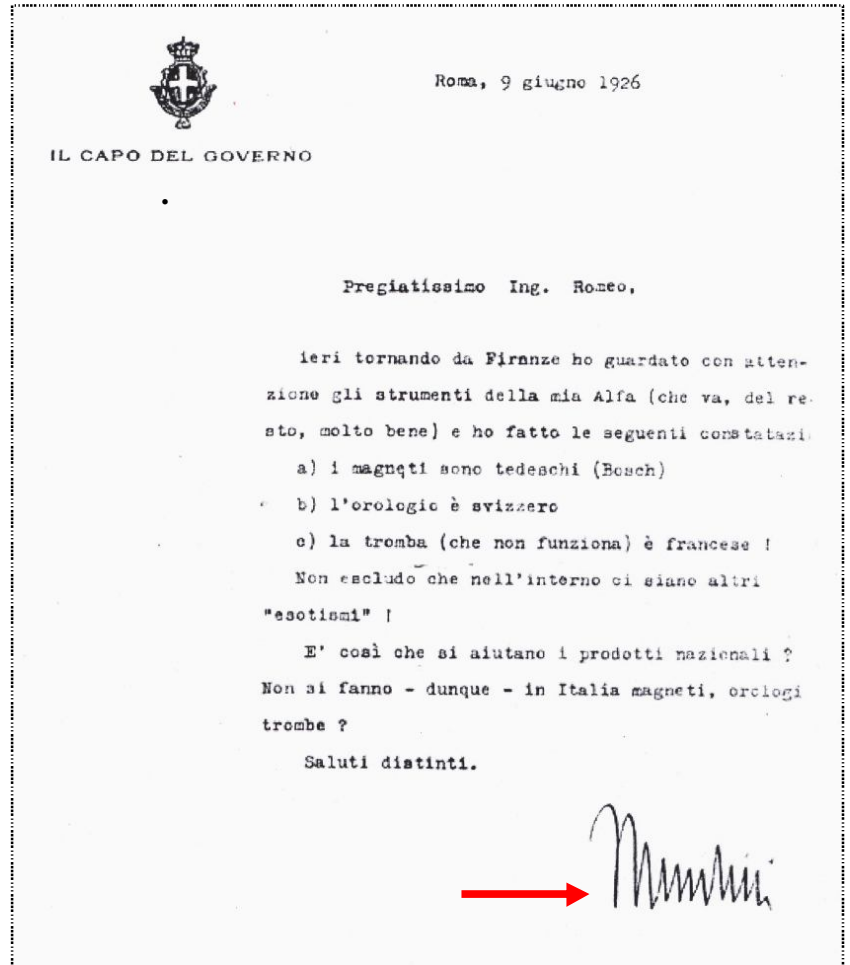 Roma, 9 giugno 1926
IL CAPO DEL GOVERNO
Pregiatissimo Ing. Romeo,
ieri tornando da Firenze ho guardato con atten-
zione gli strumenti della mia Alfa (che va, del re-
sto, molto bene) e ho fatto le seguenti constatazi
a) i magneti sono tedeschi (Bosch)
b) l'orologio è svizzero
c) la tromba (che non funziona) è francese !
Non escludo che nell'interno ci siano altri
"esotismi" !
E' così che si aiutano i prodotti nazionali ?
Non si fanno - dunque - in Italia magneti, orologi
trombe ?
Saluti distinti.
Mussolini